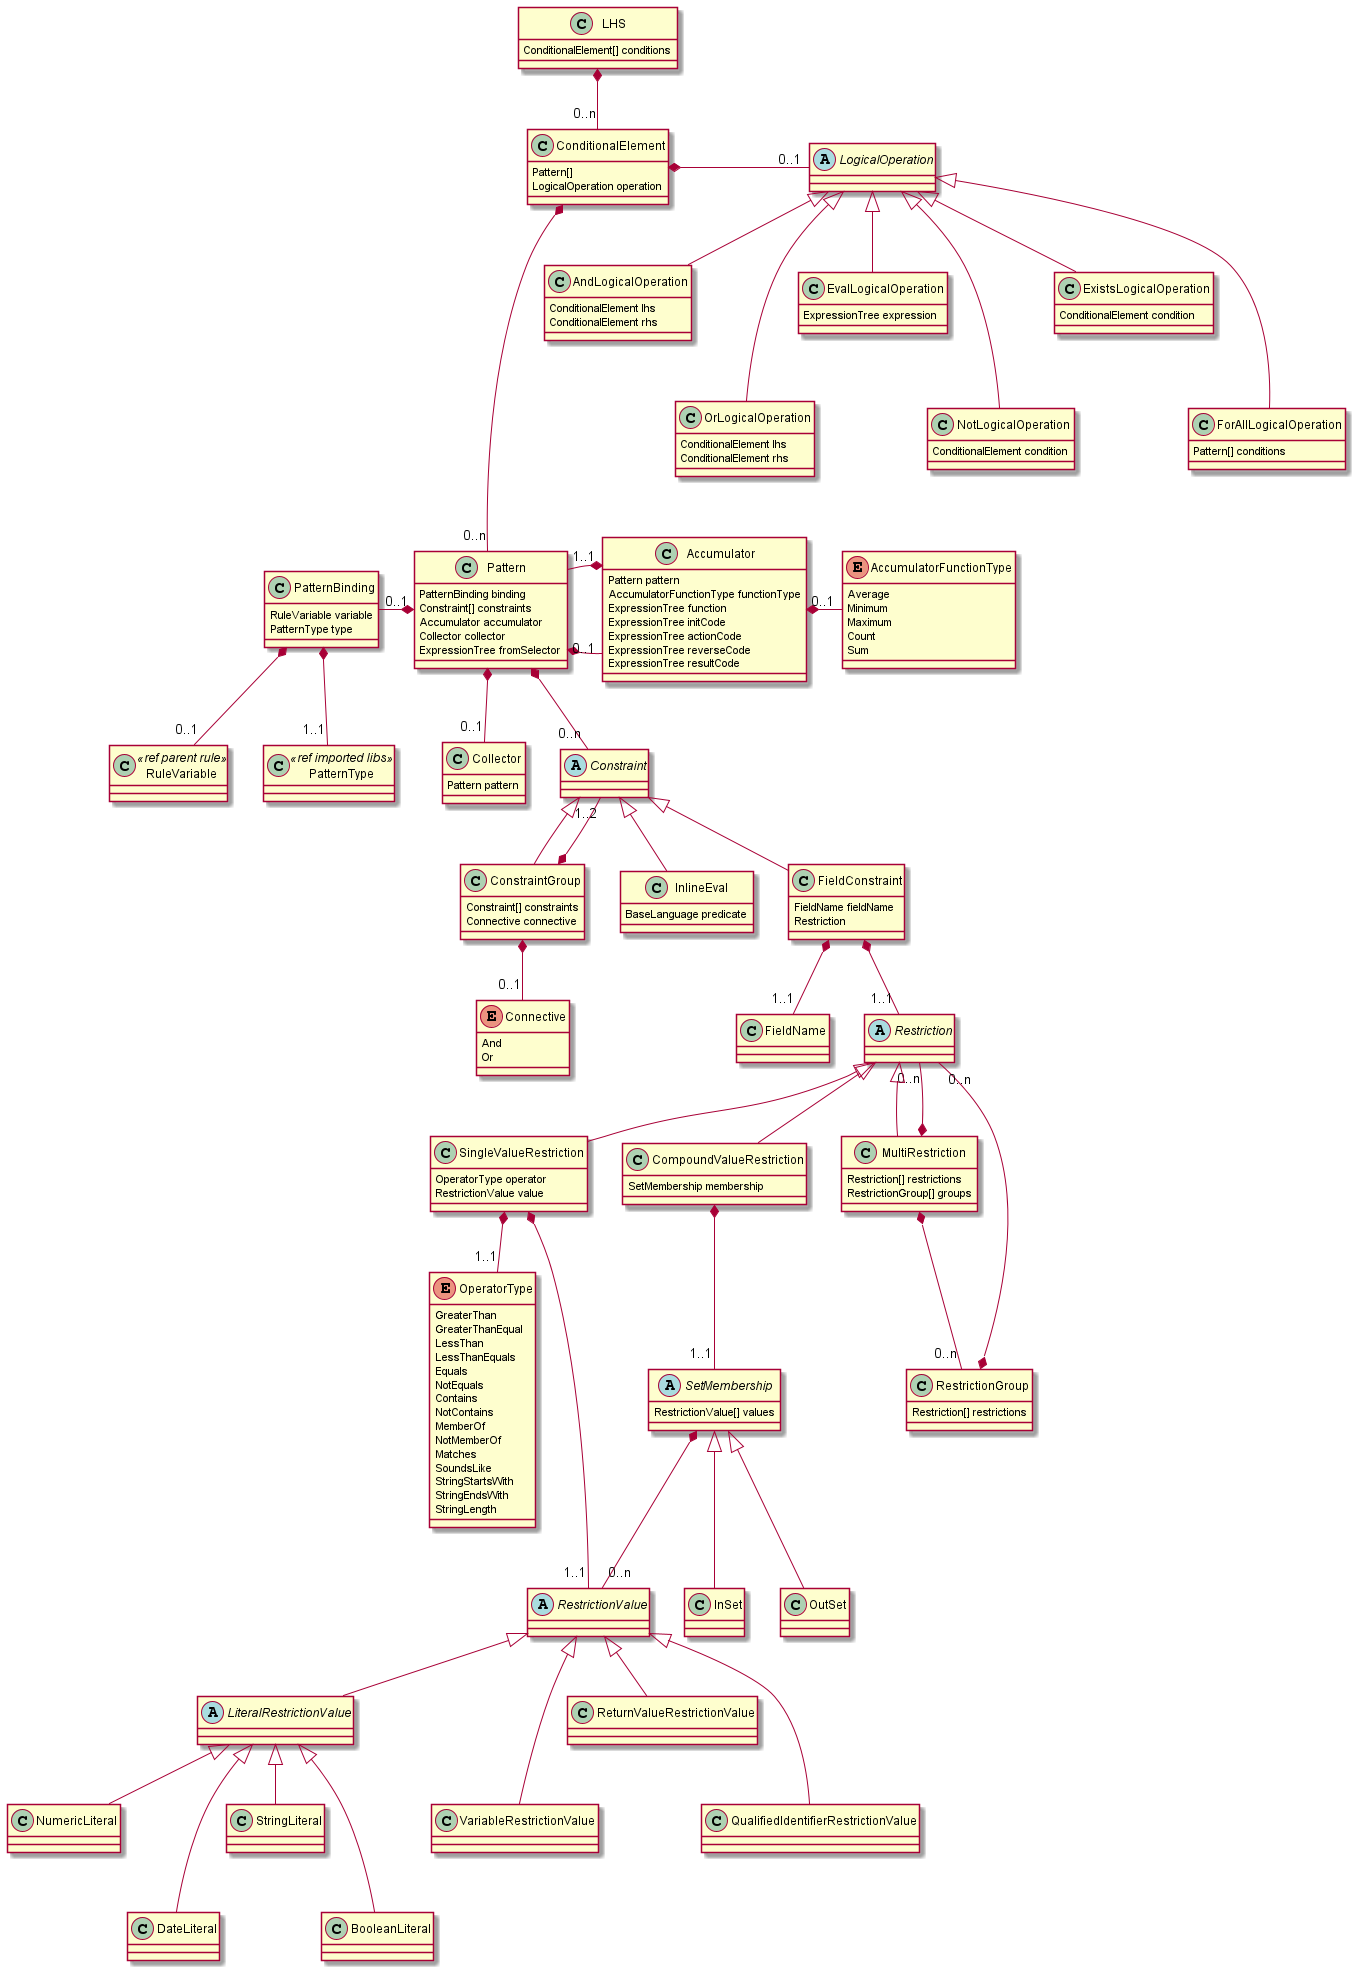 C LHS
ConditionalElement[] conditions
0..n
C ConditionalElement
Pattern[]
LogicalOperation operation
0..1
A LogicalOperation
C AndLogicalOperation
ConditionalElement lhs
ConditionalElement rhs
C EvalLogicalOperation
ExpressionTree expression
C ExistsLogicalOperation
ConditionalElement condition
C OrLogicalOperation
ConditionalElement lhs
ConditionalElement rhs
C NotLogicalOperation
ConditionalElement condition
C ForAllLogicalOperation
Pattern[] conditions
0..n
C PatternBinding
RuleVariable variable
PatternType type
0..1
C Pattern
PatternBinding binding
Constraint[] constraints
Accumulator accumulator
Collector collector
ExpressionTree fromSelector
1..1
0..1
C Accumulator
Pattern pattern
AccumulatorFunctionType functionType
ExpressionTree function
ExpressionTree initCode
ExpressionTree actionCode
ExpressionTree reverseCode
ExpressionTree resultCode
0..1
E AccumulatorFunctionType
Average
Minimum
Maximum
Count
Sum
0..1
1..1
0..1
0..n
C «ref parent rule»
RuleVariable
C «ref imported libs»
PatternType
C Collector
Pattern pattern
A Constraint
1..2
C ConstraintGroup
Constraint[] constraints
Connective connective
C InlineEval
BaseLanguage predicate
C FieldConstraint
FieldName fieldName
Restriction
0..1
1..1
1..1
E Connective
And
Or
C FieldName
A Restriction
0..n
0..n
C SingleValueRestriction
OperatorType operator
RestrictionValue value
C CompoundValueRestriction
SetMembership membership
C MultiRestriction
Restriction[] restrictions
RestrictionGroup[] groups
1..1
E OperatorType
GreaterThan
GreaterThanEqual
LessThan
LessThanEquals
Equals
NotEquals
Contains
NotContains
MemberOf
NotMemberOf
Matches
SoundsLike
StringStartsWith
StringEndsWith
StringLength
1..1
0..n
A SetMembership
RestrictionValue[] values
C RestrictionGroup
Restriction[] restrictions
1..1
0..n
A RestrictionValue
C InSet
C OutSet
A LiteralRestrictionValue
C ReturnValueRestrictionValue
C NumericLiteral
C StringLiteral
C VariableRestrictionValue
C QualifiedIdentifierRestrictionValue
C DateLiteral
C BooleanLiteral